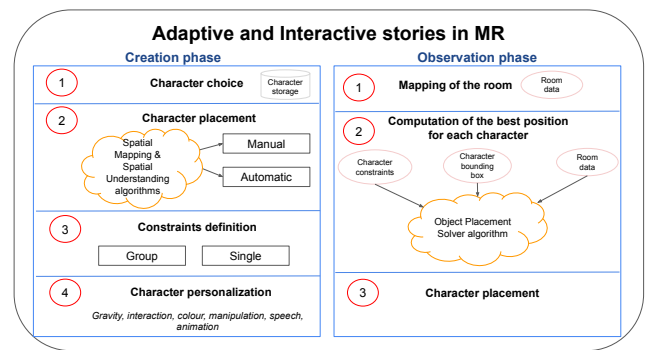 Adaptive and Interactive stories in MR
Creation phase
1
Character choice
Character
storage
2
Character placement
Spatial
Mapping &
Spatial
Understanding
algorithms
Manual
Automatic
3
Constraints definition
Group
Single
4
Character personalization
Gravity, interaction, colour, manipulation, speech,
animation
Observation phase
1
Mapping of the room
Room
data
2
Computation of the best position
for each character
Character
constraints
Character
bounding
box
Room
data
Object Placement
Solver algorithm
3
Character placement